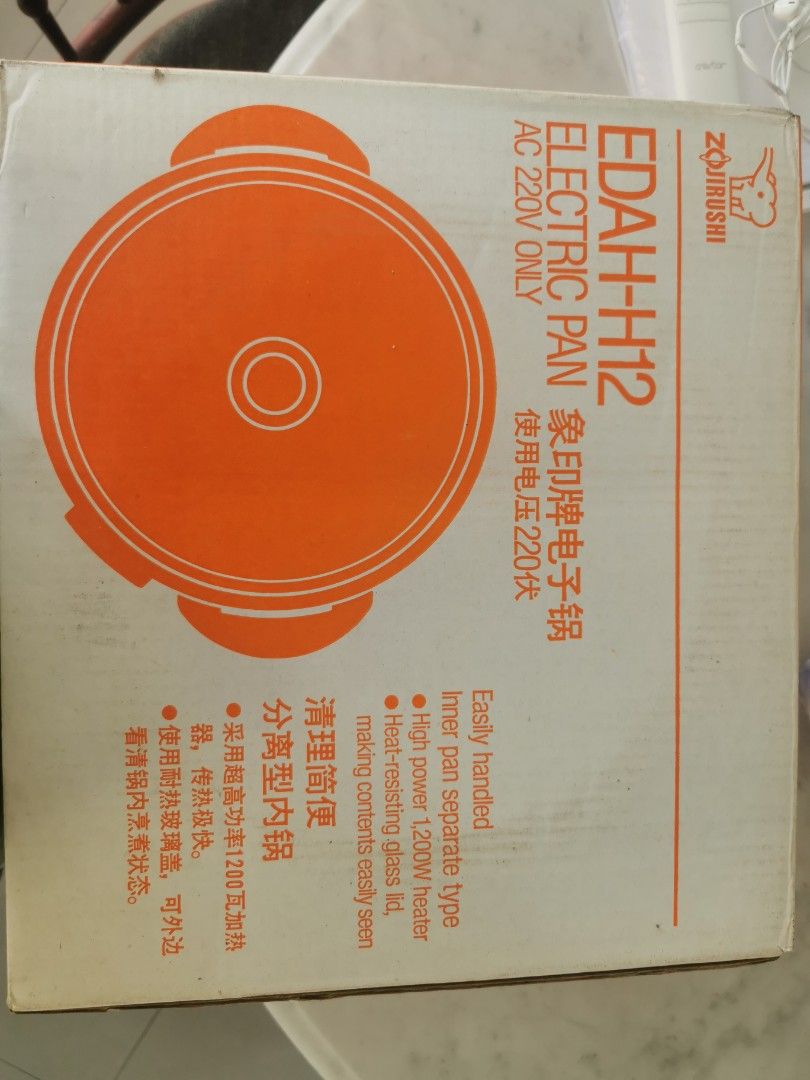 ZOJIRUSHI
EDAH-H12
ELECTRIC PAN 象印牌电子锅
AC 220V ONLY 使用电压220伏
Easily handled
Inner pan separate type
● High power 1,200W heater
● Heat-resisting glass lid,
making contents easily seen
清理简便
分离型内锅
● 采用超高功率1200瓦加热
器，传热极快。
● 使用耐热玻璃盖，可外边
看清锅内烹煮状态。